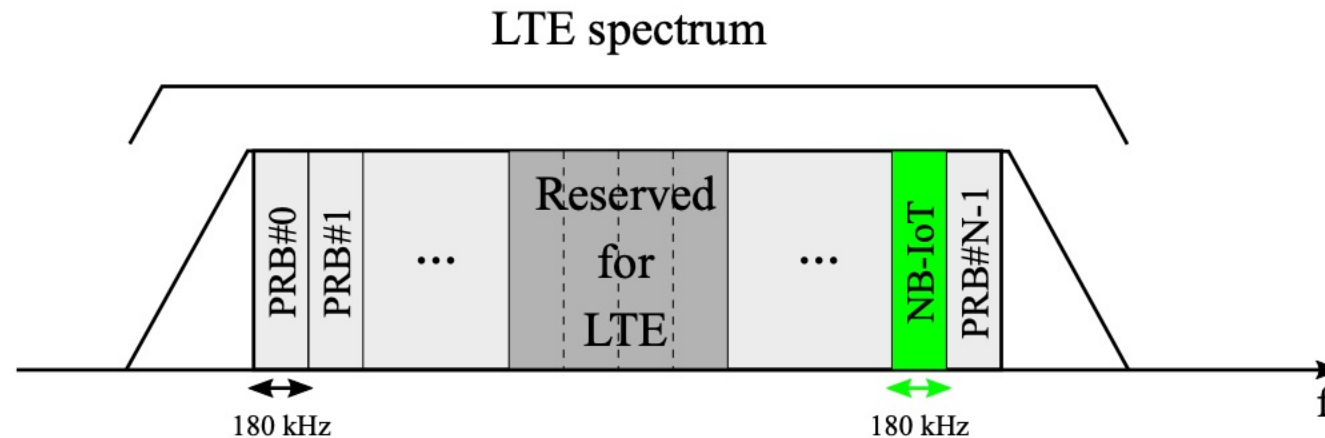 LTE spectrum
PRB#0
PRB#1
...
Reserved
for
LTE
...
NB-IoT
PRB#N-1
f
180 kHz
180 kHz